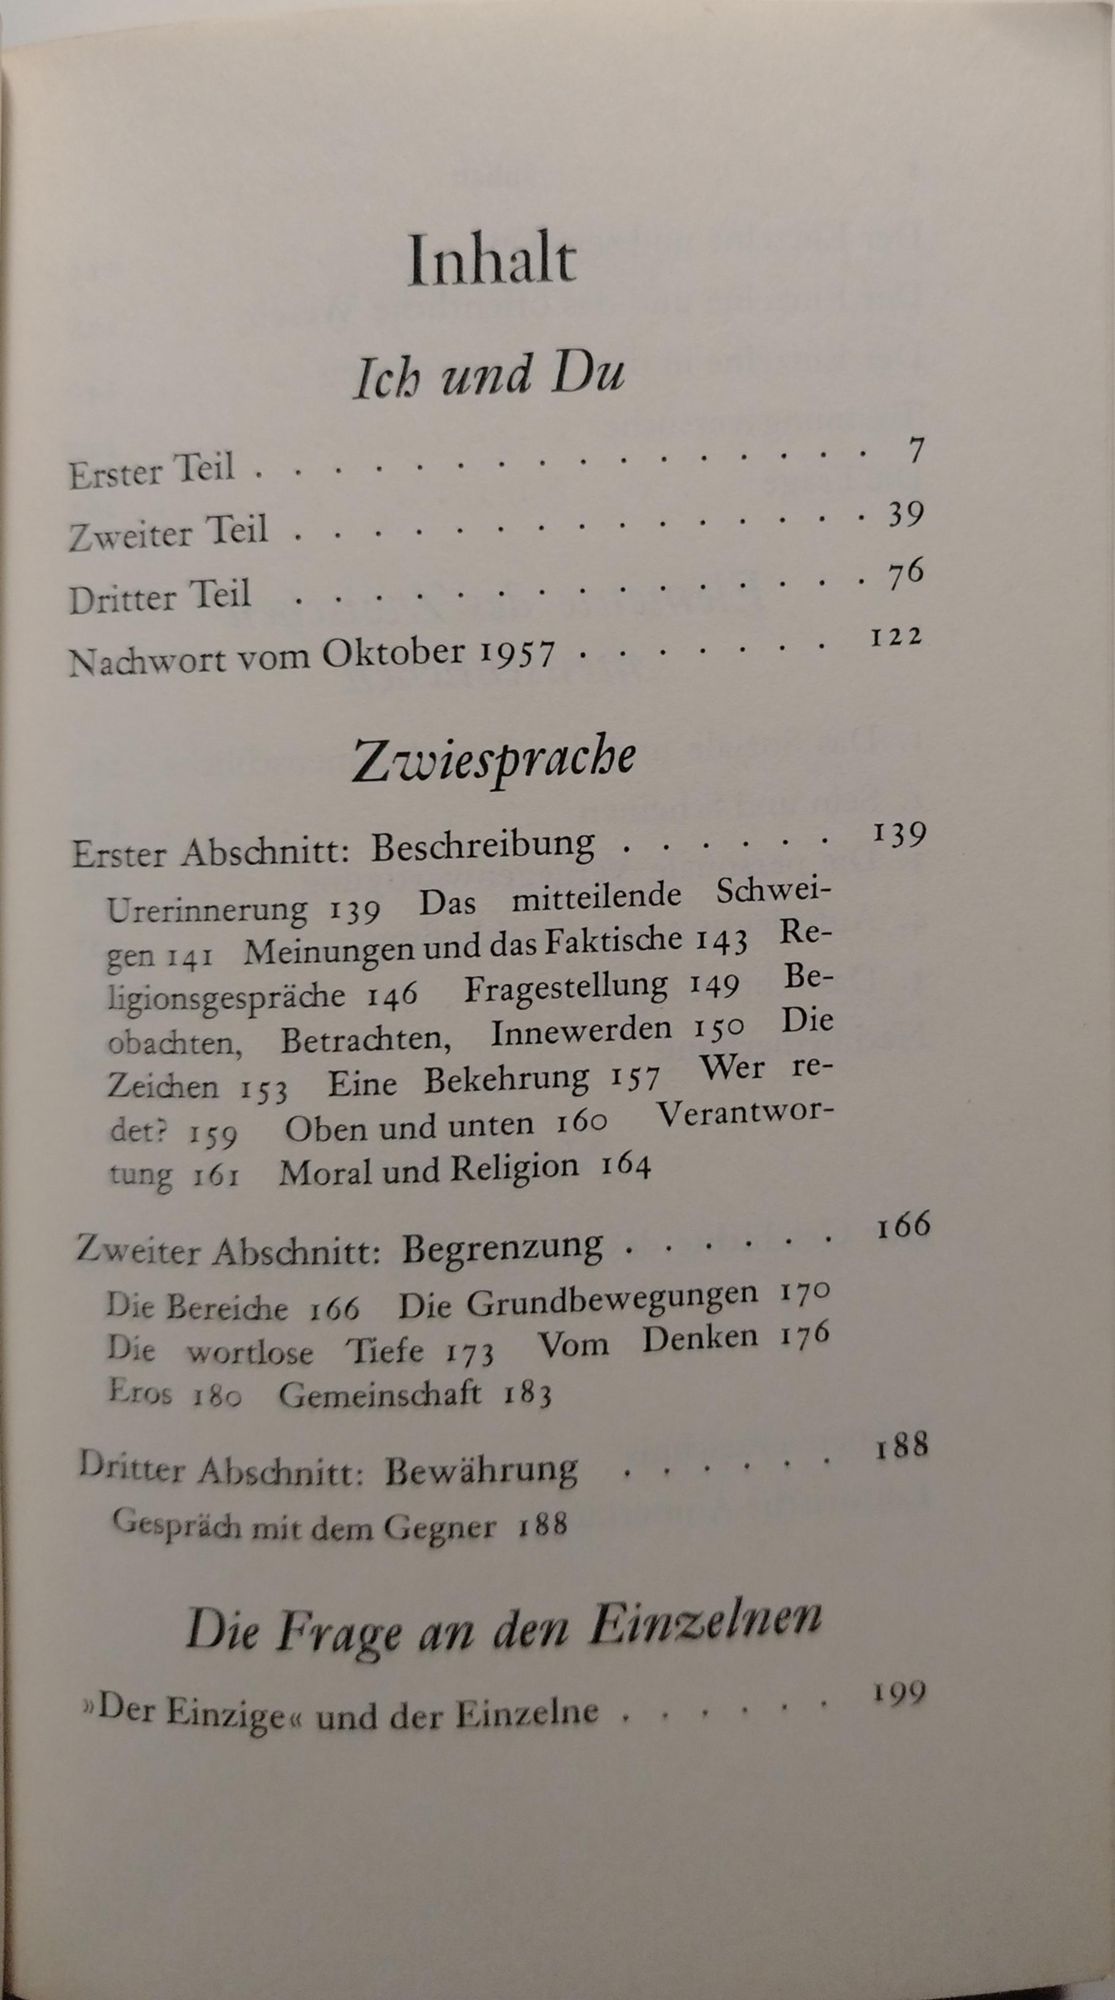 Inhalt
Ich und Du
Erster Teil . . . . . . . . . . . . . . . . 7
Zweiter Teil . . . . . . . . . . . . . . . 39
Dritter Teil . . . . . . . . . . . . . . . 76
Nachwort vom Oktober 1957 . . . . . . . 122
Zwiesprache
Erster Abschnitt: Beschreibung . . . . . . 139
Urerinnerung 139 Das mitteilende Schwei-
gen 141 Meinungen und das Faktische 143 Re-
ligionsgespräche 146 Fragestellung 149 Be-
obachten, Betrachten, Innewerden 150 Die
Zeichen 153 Eine Bekehrung 157 Wer re-
det? 159 Oben und unten 160 Verantwor-
tung 161 Moral und Religion 164
Zweiter Abschnitt: Begrenzung . . . . . . 166
Die Bereiche 166 Die Grundbewegungen 170
Die wortlose Tiefe 173 Vom Denken 176
Eros 180 Gemeinschaft 183
Dritter Abschnitt: Bewährung . . . . . . 188
Gespräch mit dem Gegner 188
Die Frage an den Einzelnen
»Der Einzige« und der Einzelne . . . . . . 199